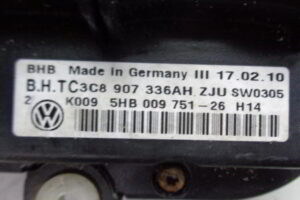 BHB Made in Germany III 17.02.10
B.H.TC3C8 907 336AH ZJU SW0305
2 K009 5HB 009 751-26 H14